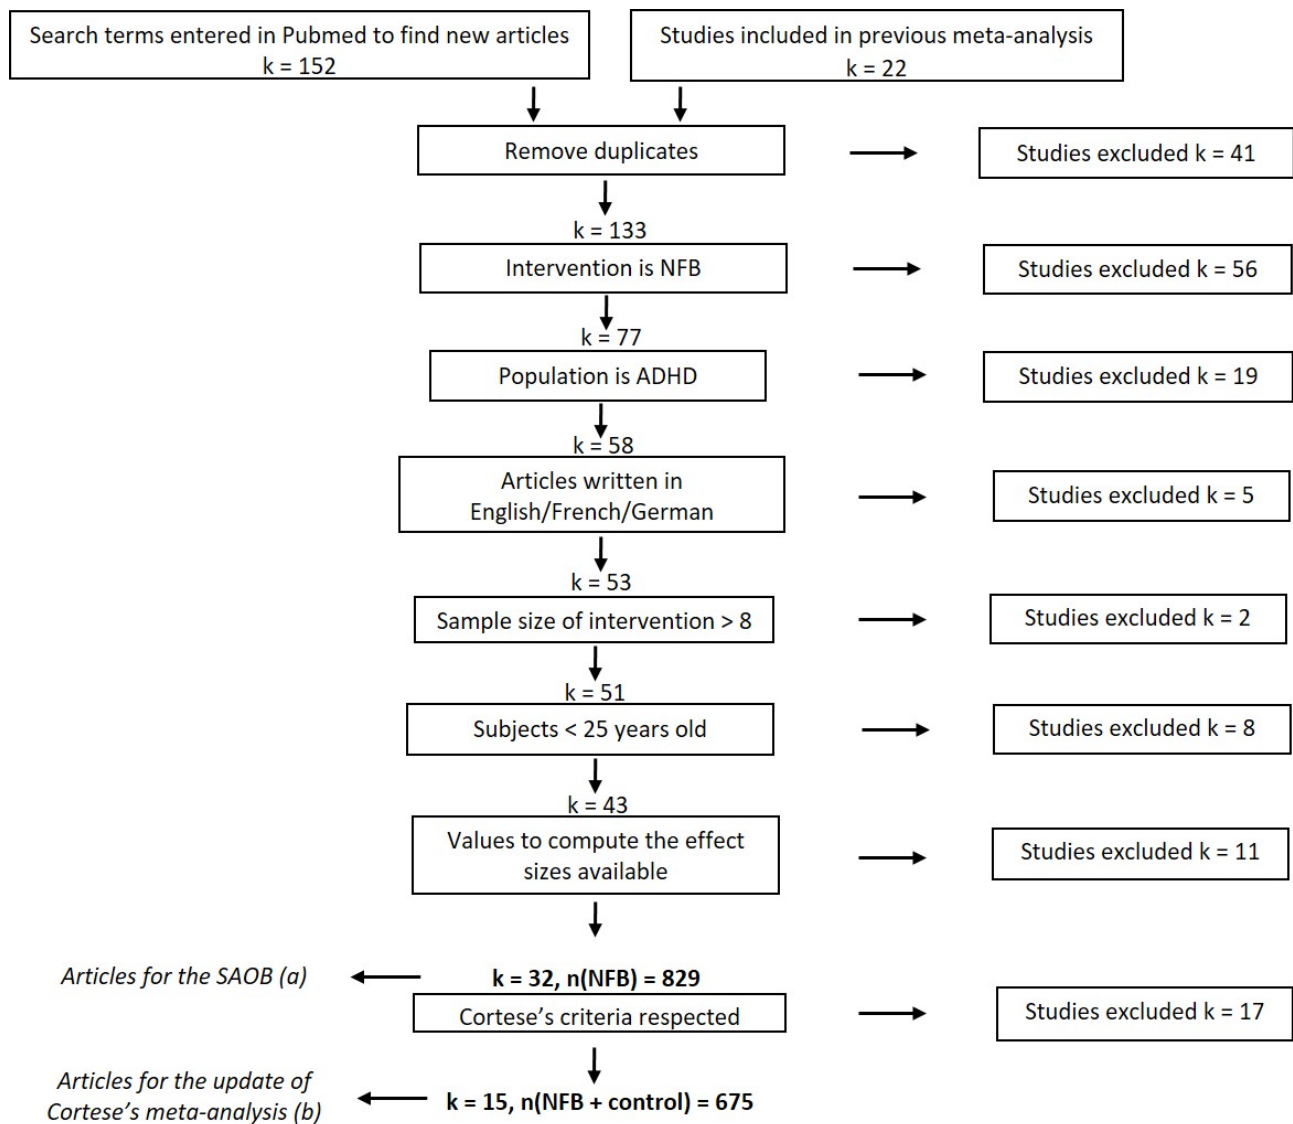 Search terms entered in Pubmed to find new articles
k = 152
Studies included in previous meta-analysis
k = 22
Remove duplicates
Studies excluded k = 41
k = 133
Intervention is NFB
Studies excluded k = 56
k = 77
Population is ADHD
Studies excluded k = 19
k = 58
Articles written in
English/French/German
Studies excluded k = 5
k = 53
Sample size of intervention > 8
Studies excluded k = 2
k = 51
Subjects < 25 years old
Studies excluded k = 8
k = 43
Values to compute the effect
sizes available
Studies excluded k = 11
Articles for the SAOB (a)
k = 32, n(NFB) = 829
Cortese's criteria respected
Studies excluded k = 17
Articles for the update of
Cortese's meta-analysis (b)
k = 15, n(NFB + control) = 675